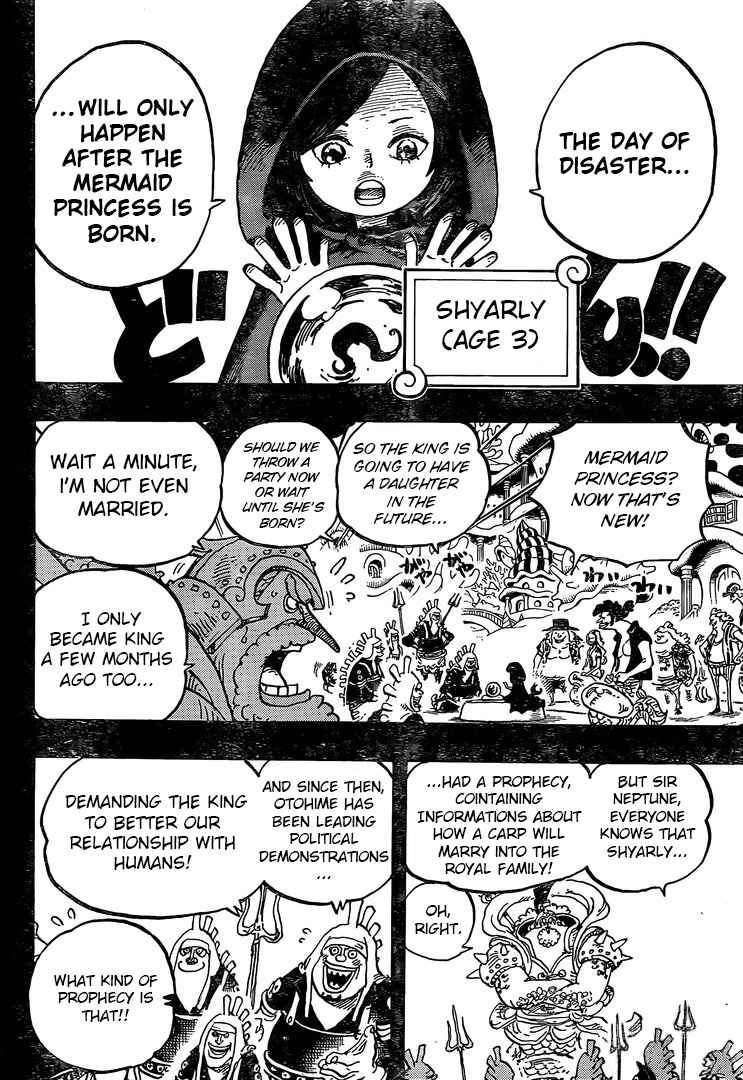 THE DAY OF
DISASTER...
...WILL ONLY
HAPPEN
AFTER THE
MERMAID
PRINCESS IS
BORN.
ど
ん!!
SHYARLY
(AGE 3)
MERMAID
PRINCESS?
NOW THAT'S
NEW!
SO THE KING IS
GOING TO HAVE
A DAUGHTER
IN THE
FUTURE...
SHOULD WE
THROW A
PARTY NOW
OR WAIT
UNTIL SHE'S
BORN?
WAIT A MINUTE,
I'M NOT EVEN
MARRIED.
I ONLY
BECAME KING
A FEW MONTHS
AGO TOO...
BUT SIR
NEPTUNE,
EVERYONE
KNOWS THAT
SHYARLY...
...HAD A PROPHECY,
COINTAINING
INFORMATIONS ABOUT
HOW A CARP WILL
MARRY INTO THE
ROYAL FAMILY!
OH,
RIGHT.
AND SINCE THEN,
OTOHIME HAS
BEEN LEADING
POLITICAL
DEMONSTRATIONS
...
DEMANDING THE KING
TO BETTER OUR
RELATIONSHIP WITH
HUMANS!
WHAT KIND OF
PROPHECY IS
THAT!!